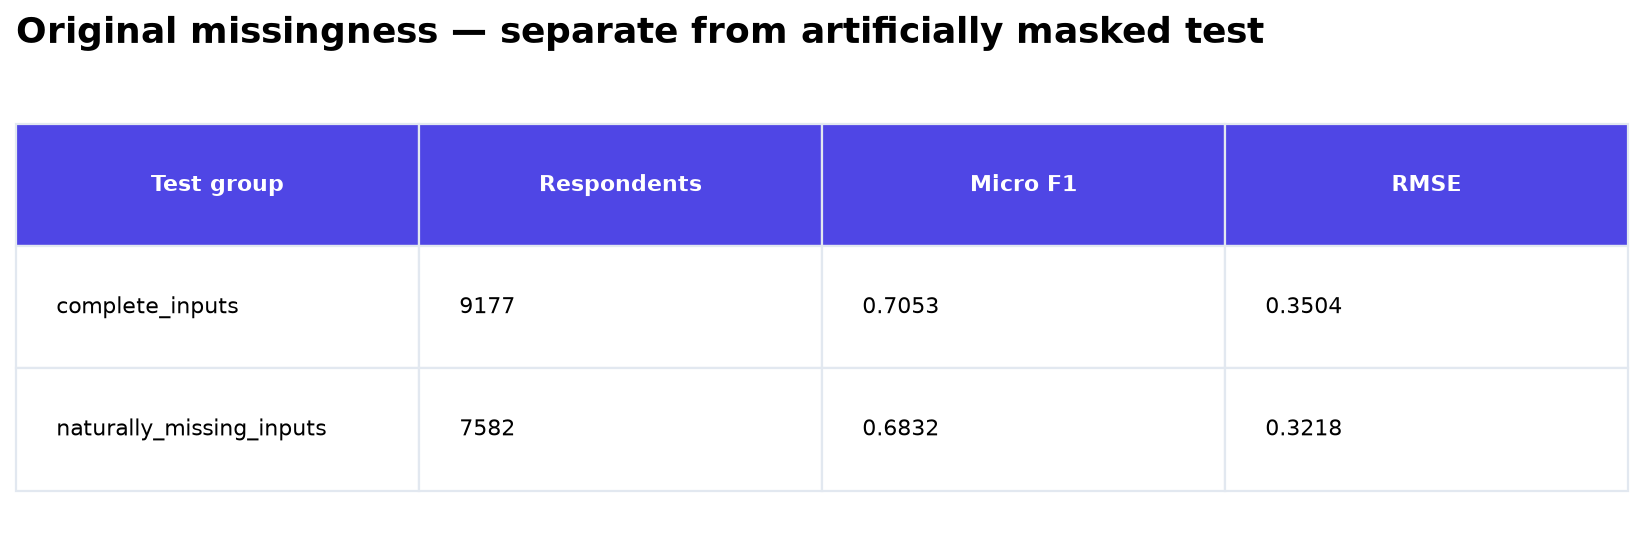 Original missingness — separate from artificially masked test
Test group Respondents Micro F1 RMSE
complete_inputs 9177 0.7053 0.3504
naturally_missing_inputs 7582 0.6832 0.3218